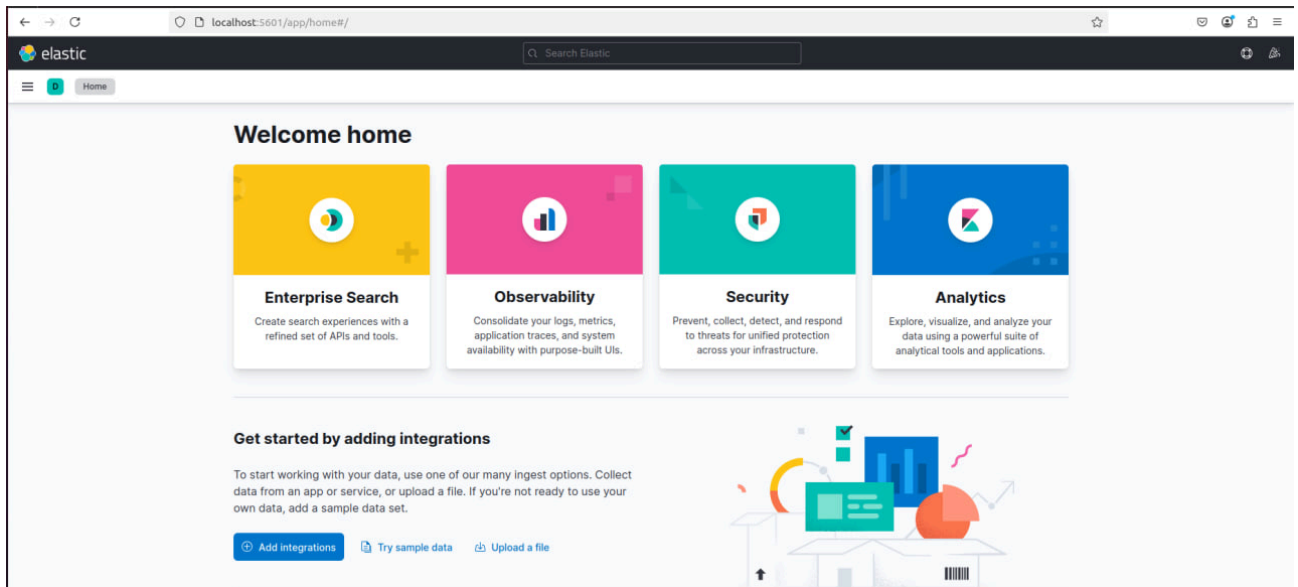 localhost:5601/app/home#/
elastic
Search Elastic
D
Home
Welcome home
Enterprise Search
Create search experiences with a
refined set of APIs and tools.
Observability
Consolidate your logs, metrics,
application traces, and system
availability with purpose-built UIs.
Security
Prevent, collect, detect, and respond
to threats for unified protection
across your infrastructure.
Analytics
Explore, visualize, and analyze your
data using a powerful suite of
analytical tools and applications.
Get started by adding integrations
To start working with your data, use one of our many ingest options. Collect
data from an app or service, or upload a file. If you're not ready to use your
own data, add a sample data set.
Add integrations
Try sample data
Upload a file